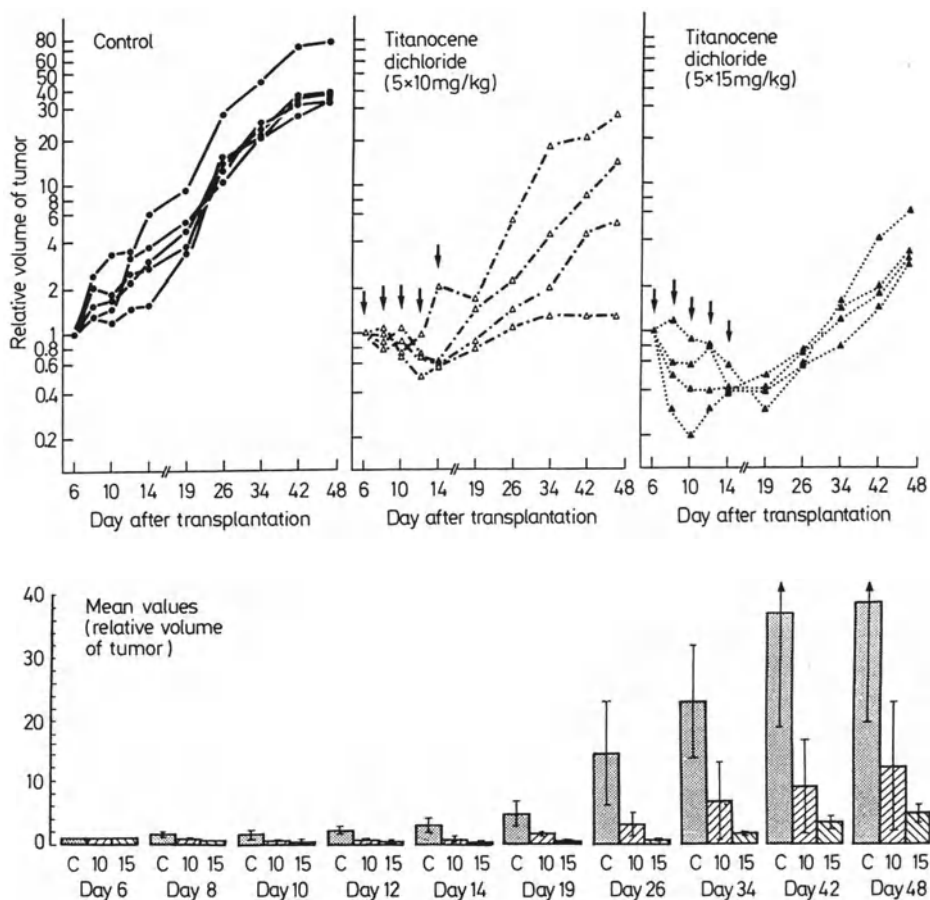 Control
Titanocene
dichloride
(5×10mg/kg)
Titanocene
dichloride
(5×15mg/kg)
Relative volume of tumor
80
60
50
40
30
20
10
8
6
4
2
1
0.8
0.6
0.4
0.2
6 10 14 19 26 34 42 48
6 10 14 19 26 34 42 48
6 10 14 19 26 34 42 48
Day after transplantation
Day after transplantation
Day after transplantation
Mean values
(relative volume
of tumor)
40
30
20
10
0
C 10 15 C 10 15 C 10 15 C 10 15 C 10 15 C 10 15 C 10 15 C 10 15 C 10 15 C 10 15
Day 6 Day 8 Day 10 Day 12 Day 14 Day 19 Day 26 Day 34 Day 42 Day 48